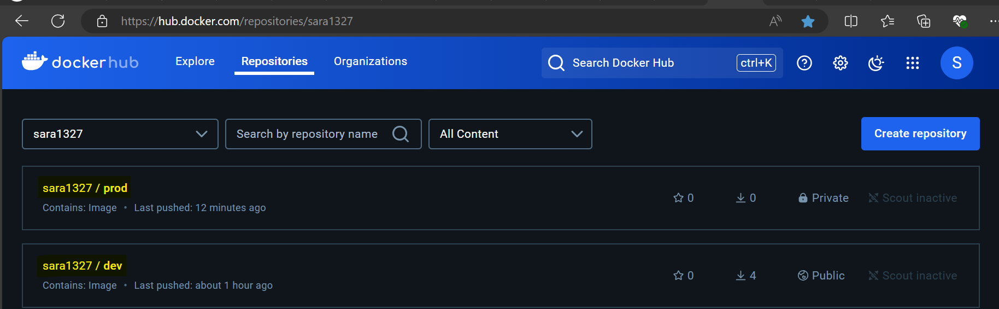 https://hub.docker.com/repositories/sara1327
dockerhub Explore Repositories Organizations Search Docker Hub ctrl+K S
sara1327 Search by repository name All Content Create repository
sara1327 / prod
Contains: Image • Last pushed: 12 minutes ago
0 0 Private Scout inactive
sara1327 / dev
Contains: Image • Last pushed: about 1 hour ago
0 4 Public Scout inactive